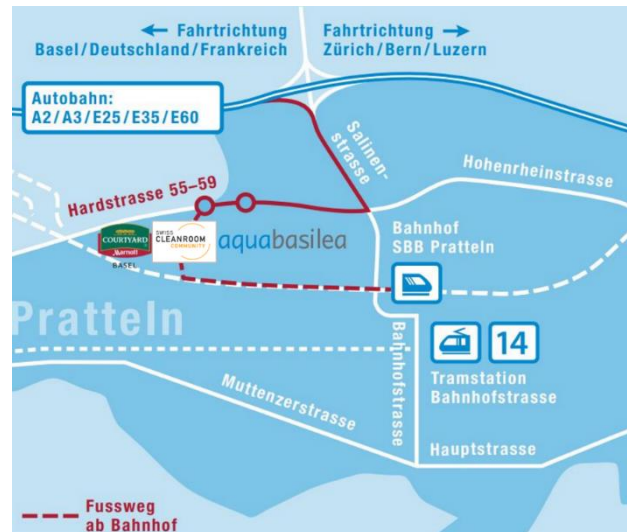 ← Fahrtrichtung
Basel/Deutschland/Frankreich
Fahrtrichtung →
Zürich/Bern/Luzern
Autobahn:
A2/A3/E25/E35/E60
Salinen-
strasse
Hohenrheinstrasse
Hardstrasse 55–59
COURTYARD
Marriott
BASEL
SWISS
CLEANROOM
COMMUNITY
aquabasilea
Bahnhof
SBB Pratteln
Pratteln
Bahnhofstrasse
14
Tramstation
Bahnhofstrasse
Muttenzerstrasse
Hauptstrasse
Fussweg
ab Bahnhof